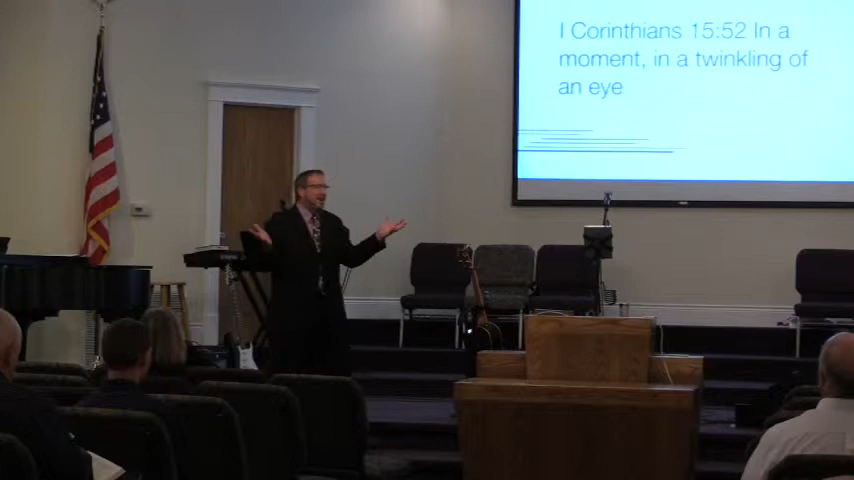 I Corinthians 15:52 In a
moment, in a twinkling of
an eye